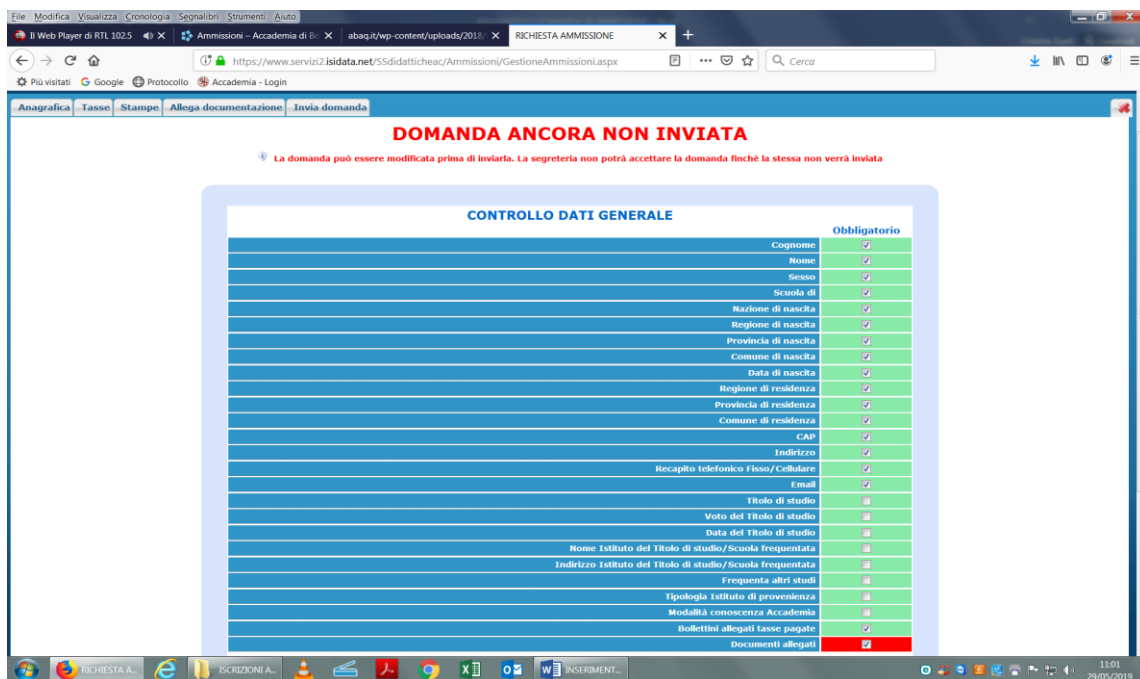 File Modifica Visualizza Cronologia Segnalibri Strumenti Aiuto
Il Web Player di RTL 102.5
Ammissioni – Accademia di Be
abaq.it/wp-content/uploads/2018/
RICHIESTA AMMISSIONE
https://www.servizi2.isidata.net/SSdidatticheac/Ammissioni/GestioneAmmissioni.aspx
Cerca
Più visitati Google Protocollo Accademia - Login
Anagrafica Tasse Stampe Allega documentazione Invia domanda
DOMANDA ANCORA NON INVIATA
La domanda può essere modificata prima di inviarla. La segreteria non potrà accettare la domanda finchè la stessa non verrà inviata
CONTROLLO DATI GENERALE
Obbligatorio
Cognome
Nome
Sesso
Scuola di
Nazione di nascita
Regione di nascita
Provincia di nascita
Comune di nascita
Data di nascita
Regione di residenza
Provincia di residenza
Comune di residenza
CAP
Indirizzo
Recapito telefonico Fisso/Cellulare
Email
Titolo di studio
Voto del Titolo di studio
Data del Titolo di studio
Nome Istituto del Titolo di studio/Scuola frequentata
Indirizzo Istituto del Titolo di studio/Scuola frequentata
Frequenta altri studi
Tipologia Istituto di provenienza
Modalità conoscenza Accademia
Bollettini allegati tasse pagate
Documenti allegati
RICHIESTA A... ISCRIZIONI A... INSERIMENT...
11:01
29/05/2019